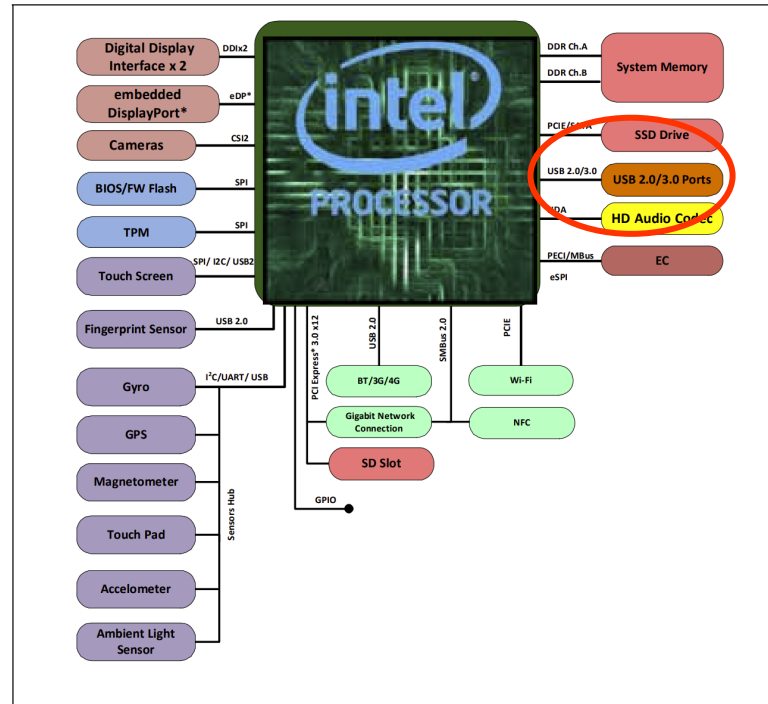 Digital Display
Interface x 2
DDIx2
embedded
DisplayPort*
eDP*
Cameras
CSI2
BIOS/FW Flash
SPI
TPM
SPI
Touch Screen
SPI/ I2C/ USB2
Fingerprint Sensor
USB 2.0
Gyro
I²C/UART/ USB
GPS
Magnetometer
Touch Pad
Accelometer
Ambient Light
Sensor
Sensors Hub
intel
PROCESSOR
DDR Ch.A
DDR Ch.B
System Memory
PCIE/SATA
SSD Drive
USB 2.0/3.0
USB 2.0/3.0 Ports
HDA
HD Audio Codec
PECI/MBus
eSPI
EC
PCI Express* 3.0 x12
USB 2.0
SMBus 2.0
PCIE
BT/3G/4G
Wi-Fi
Gigabit Network
Connection
NFC
SD Slot
GPIO